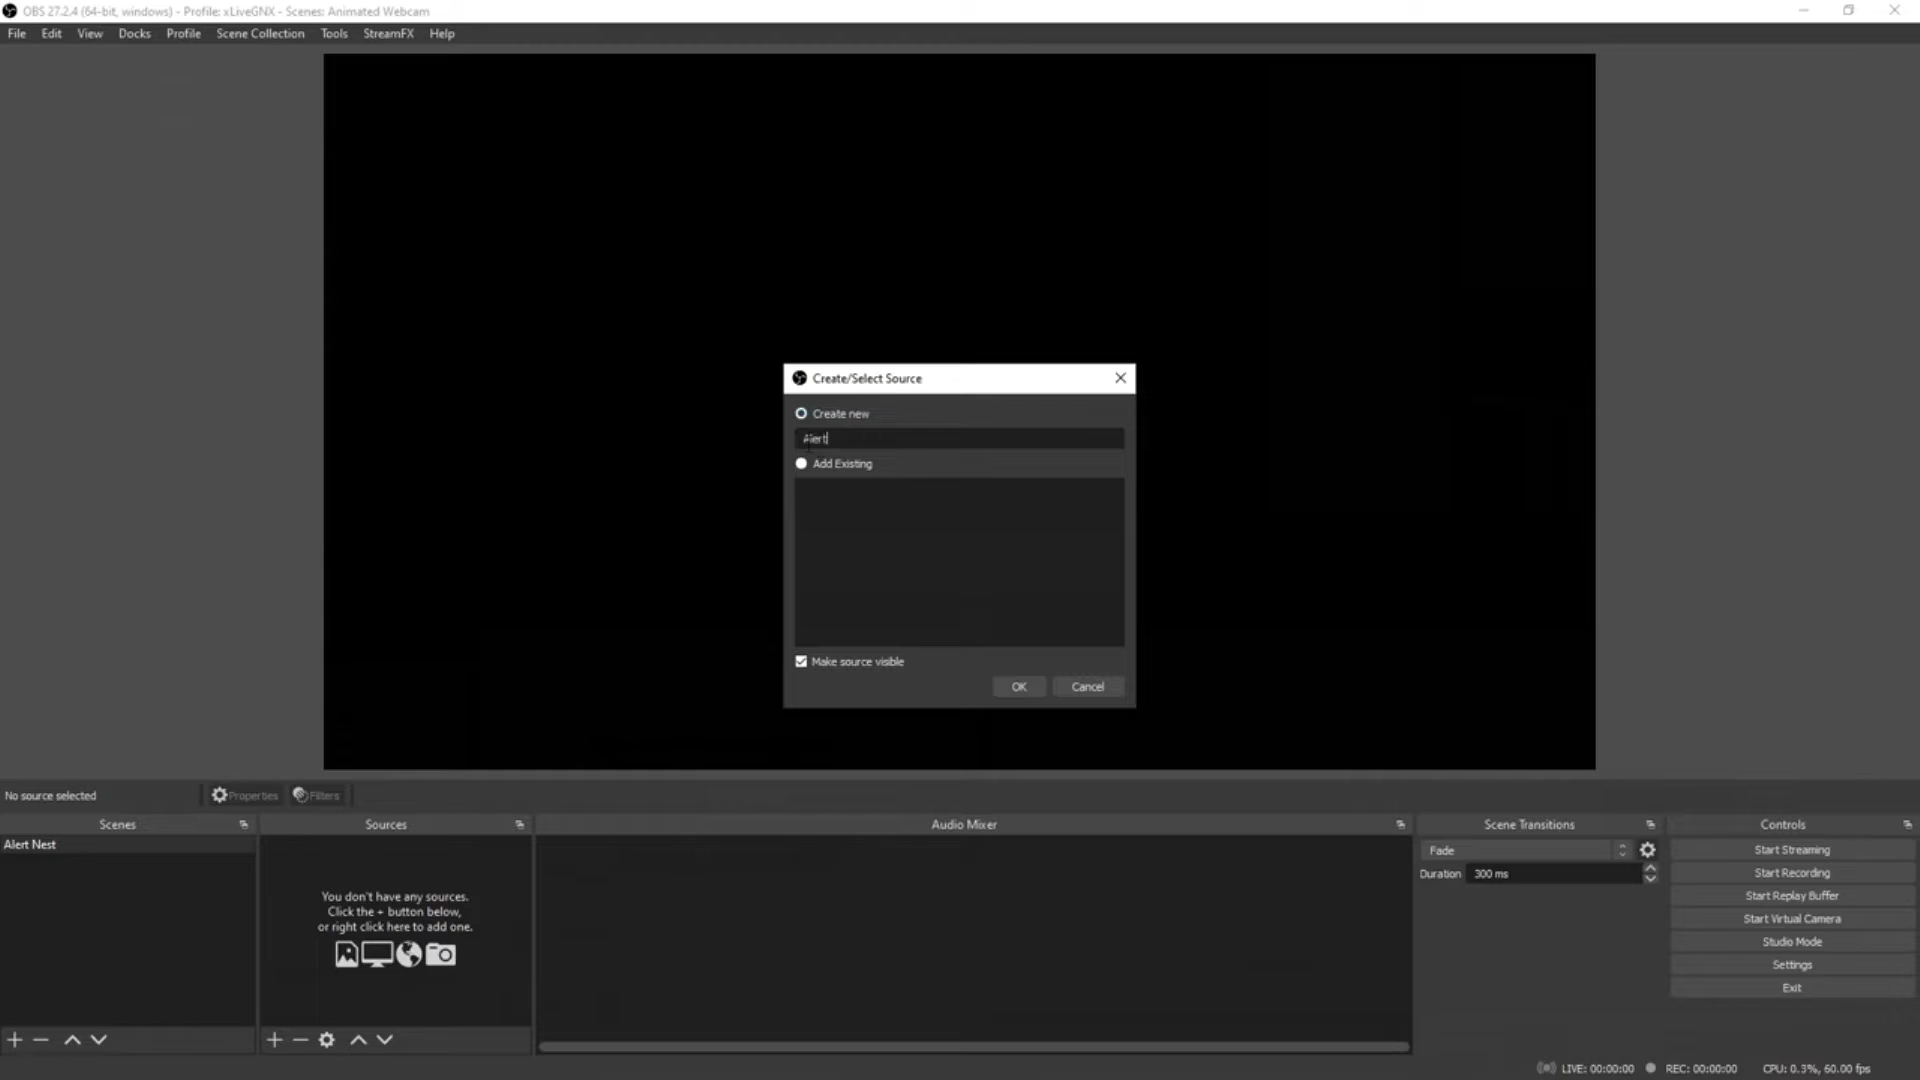 OBS 27.2.4 (64-bit, windows) - Profile: xLiveGNX - Scenes: Animated Webcam
File Edit View Docks Profile Scene Collection Tools StreamFX Help
Create/Select Source
Create new
Alert
Add Existing
Make source visible
OK Cancel
No source selected Properties Filters
Scenes Sources Audio Mixer Scene Transitions Controls
Alert Nest
You don't have any sources.
Click the + button below,
or right click here to add one.
Fade
Duration 300 ms
Start Streaming
Start Recording
Start Replay Buffer
Start Virtual Camera
Studio Mode
Settings
Exit
LIVE: 00:00:00 REC: 00:00:00 CPU: 0.3%, 60.00 fps